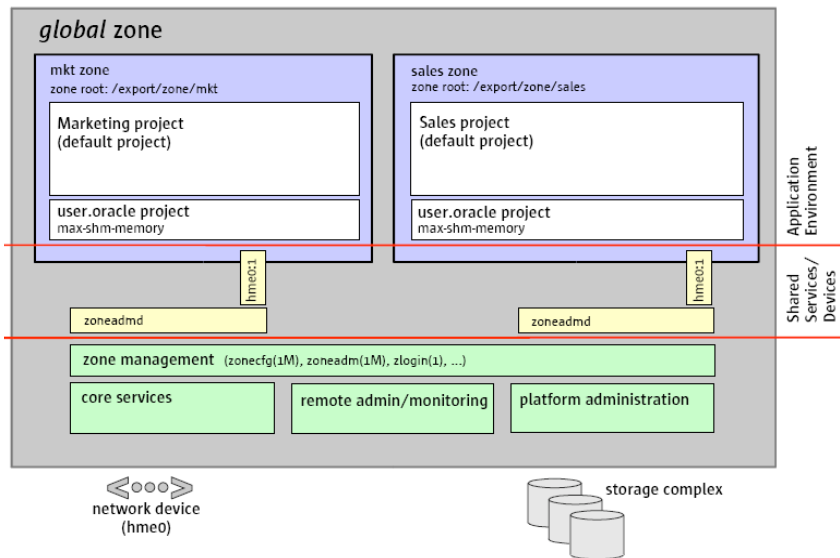 global zone
mkt zone
zone root: /export/zone/mkt
Marketing project
(default project)
user.oracle project
max-shm-memory
sales zone
zone root: /export/zone/sales
Sales project
(default project)
user.oracle project
max-shm-memory
Application
Environment
hme0:1
hme0:1
zoneadmd
zoneadmd
Shared
Services/
Devices
zone management (zonecfg(1M), zoneadm(1M), zlogin(1), ...)
core services
remote admin/monitoring
platform administration
network device
(hme0)
storage complex